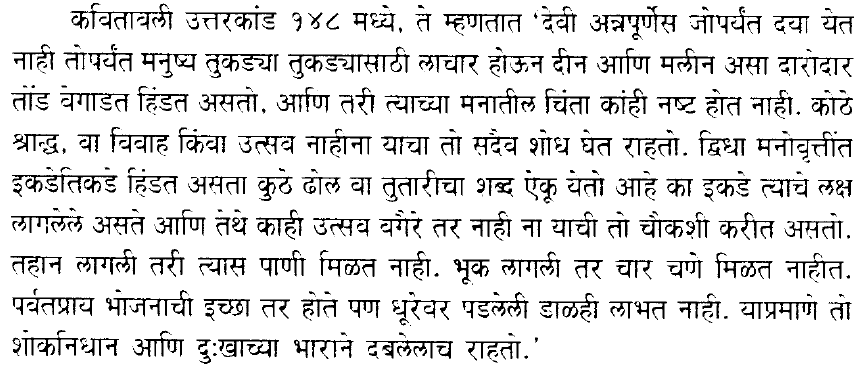 कवितावली उत्तरकांड १४८ मध्ये, ते म्हणतात ‘देवी अन्नपूर्णेस जोपर्यंत दया येत
नाही तोपर्यंत मनुष्य तुकड्या तुकड्यासाठी लाचार होऊन दीन आणि मलीन असा दारोदार
तोंड वेगाडत हिंडत असतो. आणि तरी त्याच्या मनातील चिंता कांही नष्ट होत नाही. कोठे
श्राद्ध, वा विवाह किंवा उत्सव नाहीना याचा तो सदैव शोध घेत राहतो. द्विधा मनोवृत्तींत
इकडेतिकडे हिंडत असता कुठे ढोल वा तुतारीचा शब्द ऐकू येतो आहे का इकडे त्याचे लक्ष
लागलेले असते आणि तेथे काही उत्सव वगैरे तर नाही ना याची तो चौकशी करीत असतो.
तहान लागली तरी त्यास पाणी मिळत नाही. भूक लागली तर चार चणे मिळत नाहीत.
पर्वतप्राय भोजनाची इच्छा तर होते पण धूरेवर पडलेली डाळही लाभत नाही. याप्रमाणे तो
शोकनिधान आणि दुःखाच्या भाराने दबलेलाच राहतो.’